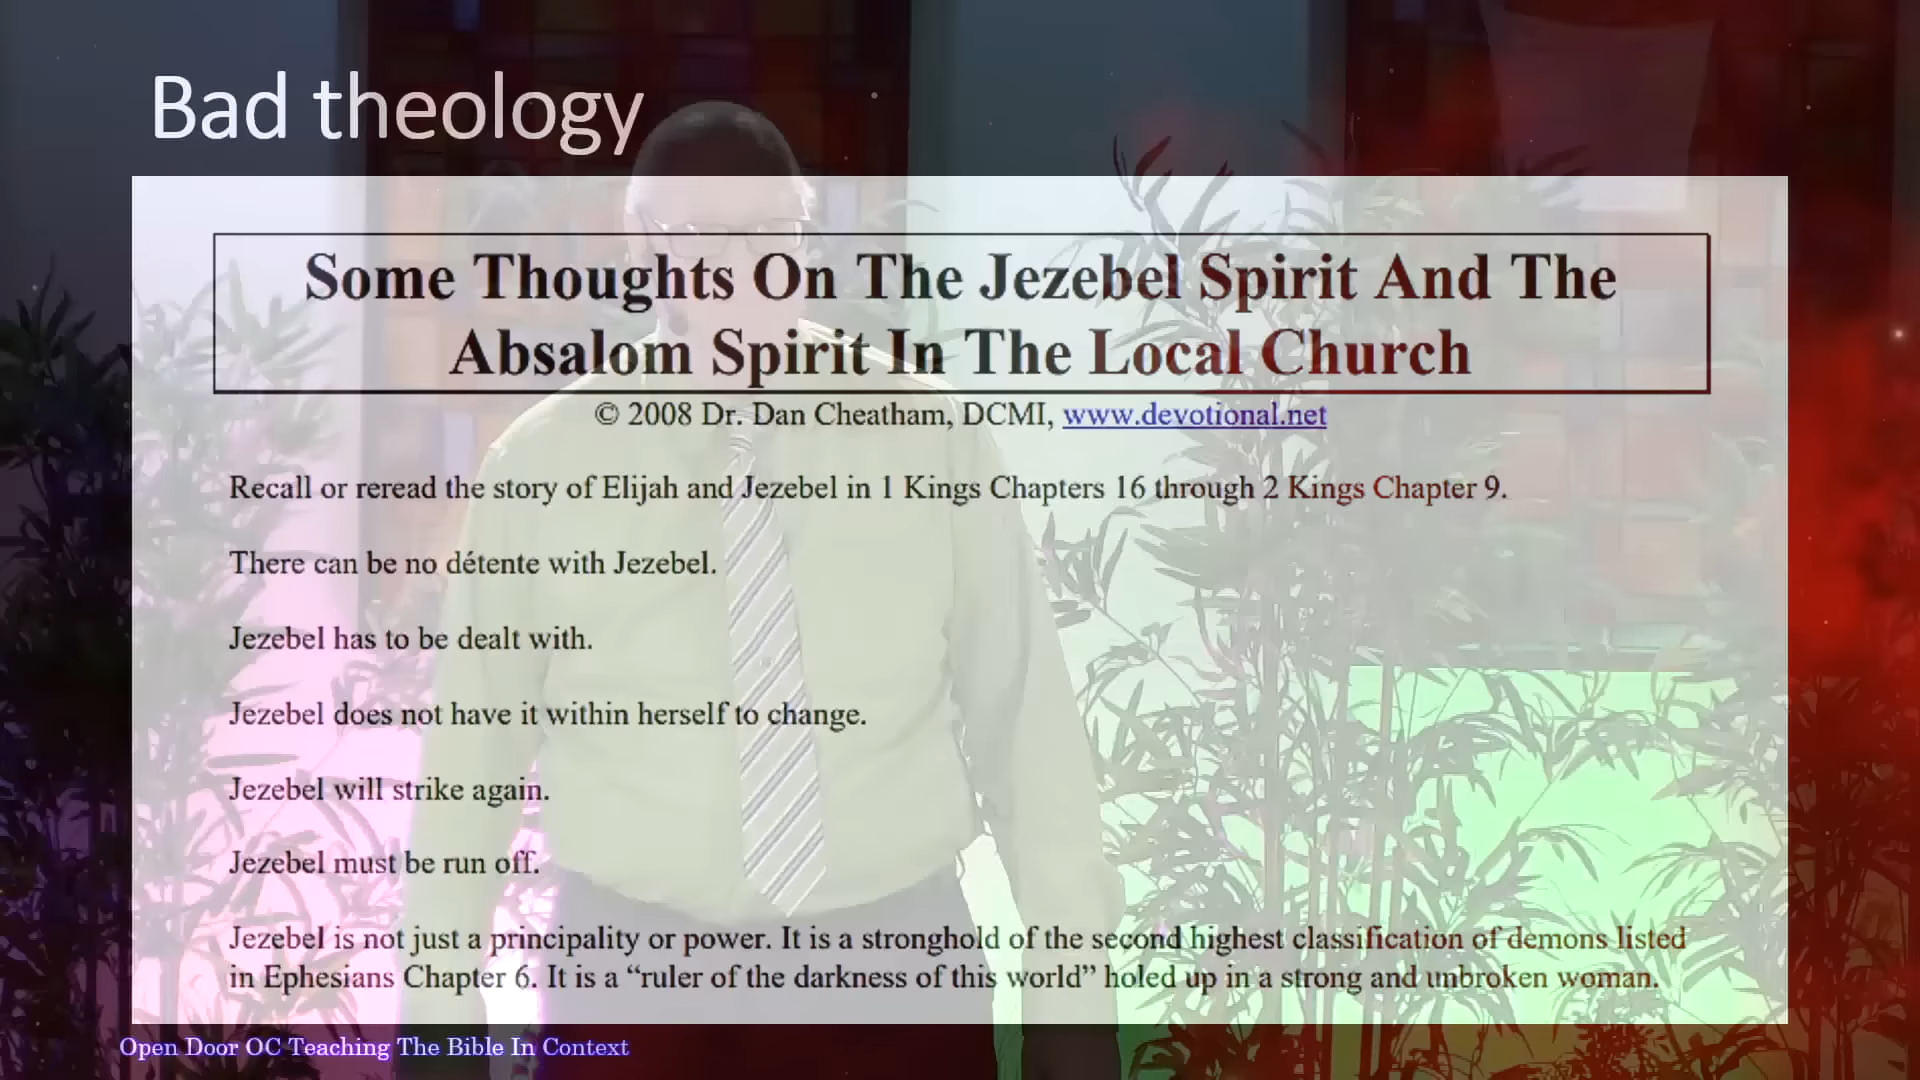 Bad theology
Some Thoughts On The Jezebel Spirit And The
Absalom Spirit In The Local Church
© 2008 Dr. Dan Cheatham, DCMI, www.devotional.net
Recall or reread the story of Elijah and Jezebel in 1 Kings Chapters 16 through 2 Kings Chapter 9.
There can be no détente with Jezebel.
Jezebel has to be dealt with.
Jezebel does not have it within herself to change.
Jezebel will strike again.
Jezebel must be run off.
Jezebel is not just a principality or power. It is a stronghold of the second highest classification of demons listed
in Ephesians Chapter 6. It is a “ruler of the darkness of this world” holed up in a strong and unbroken woman.
Open Door OC Teaching The Bible In Context